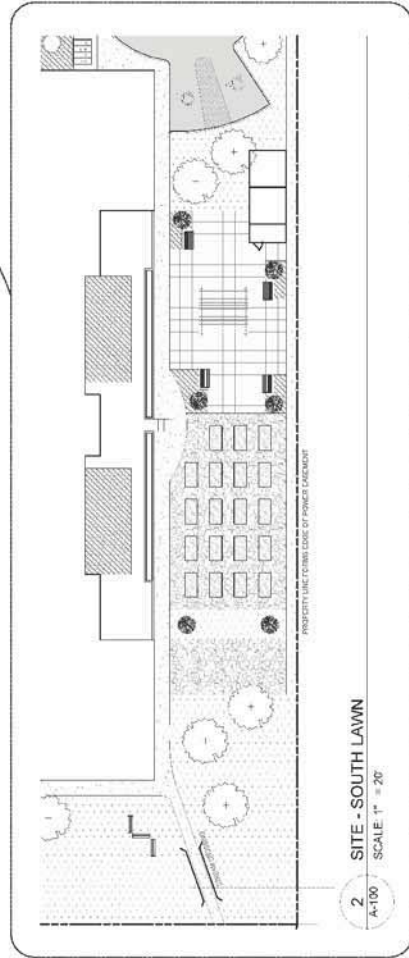 PROPERTY LINE FORMS EDGE OF POWER EASEMENT
2
A-100
SITE - SOUTH LAWN
SCALE: 1" = 20'